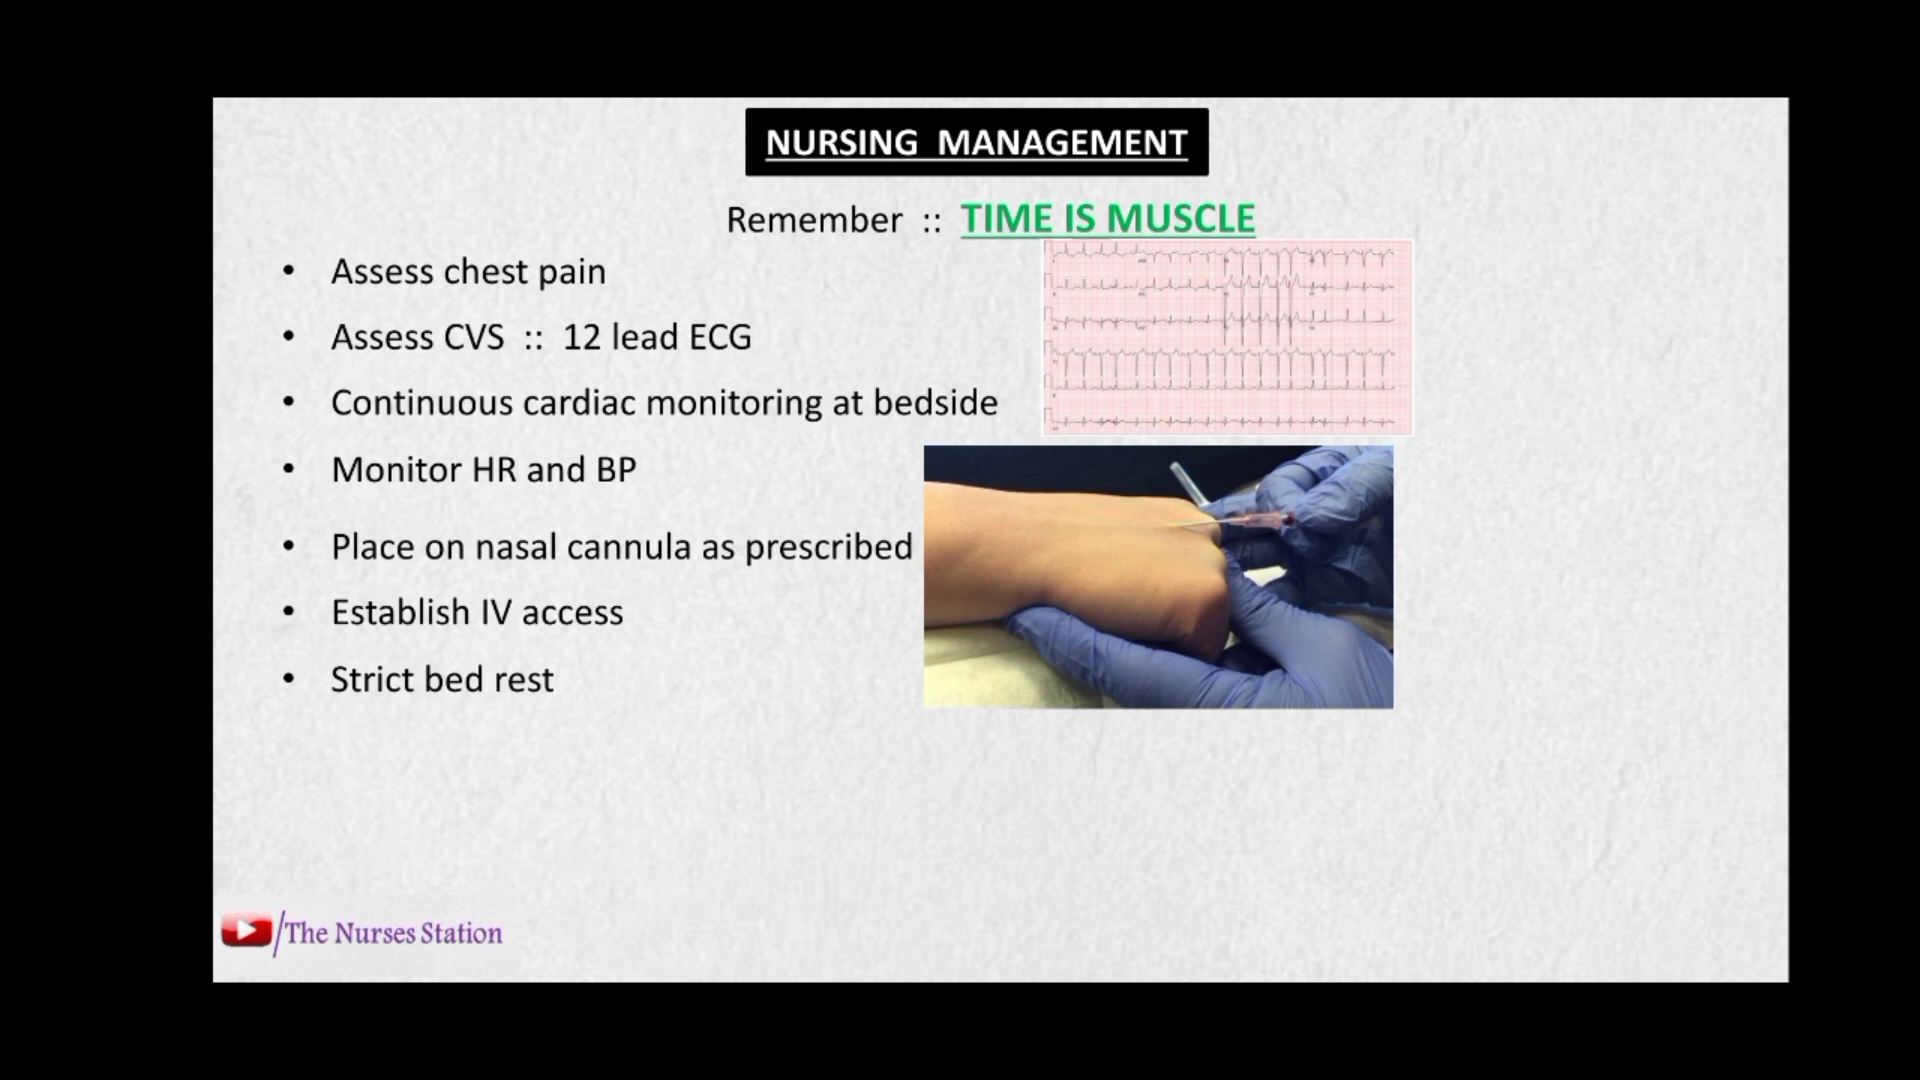 NURSING MANAGEMENT
Remember :: TIME IS MUSCLE
• Assess chest pain
• Assess CVS :: 12 lead ECG
• Continuous cardiac monitoring at bedside
• Monitor HR and BP
• Place on nasal cannula as prescribed
• Establish IV access
• Strict bed rest
/The Nurses Station